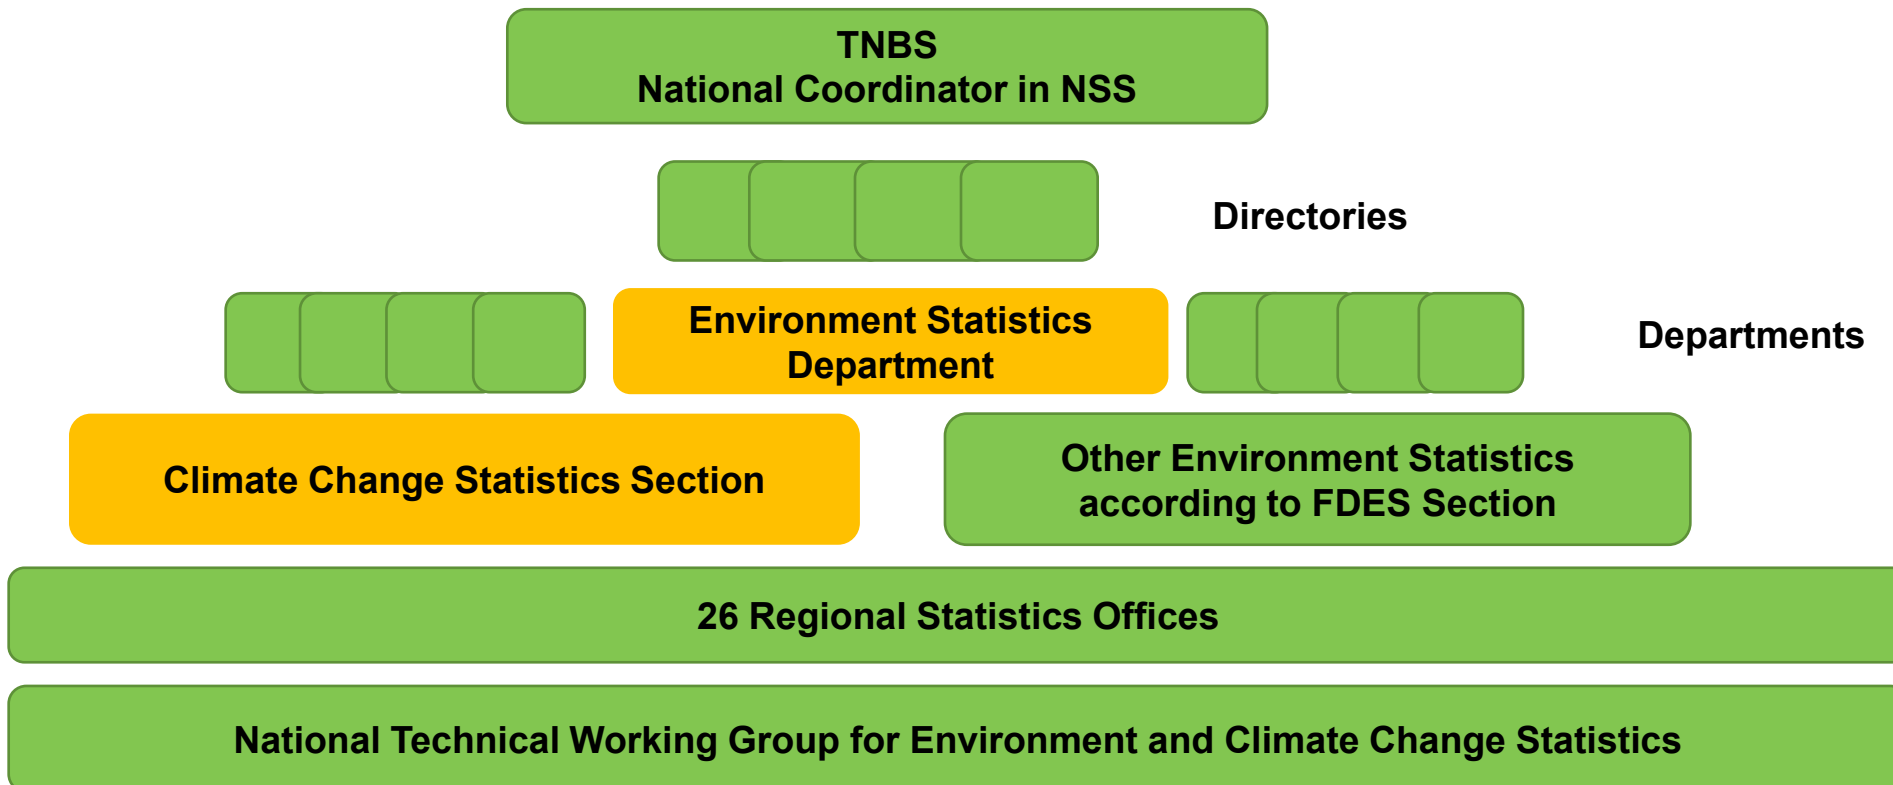 TNBS
National Coordinator in NSS
Directories
Environment Statistics
Department
Departments
Climate Change Statistics Section
Other Environment Statistics
according to FDES Section
26 Regional Statistics Offices
National Technical Working Group for Environment and Climate Change Statistics